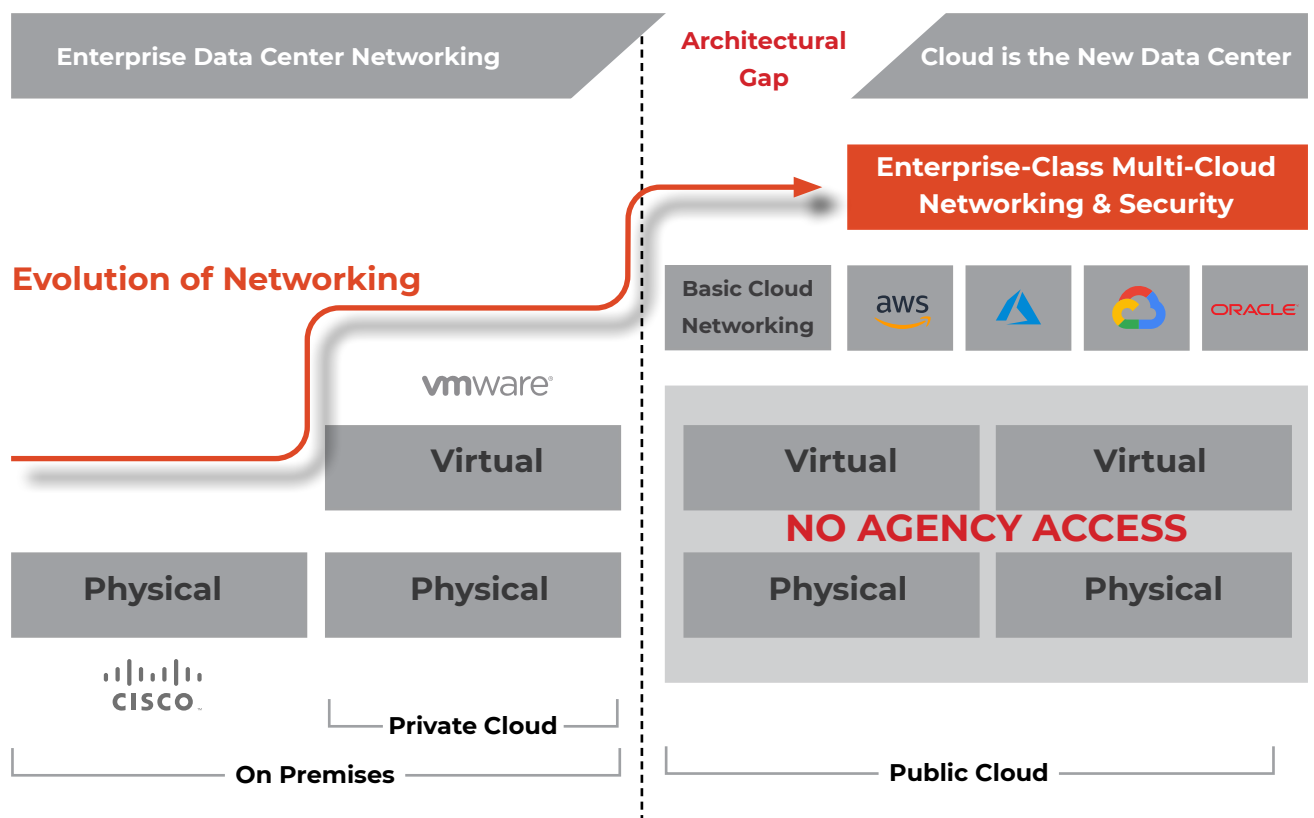 Enterprise Data Center Networking
Architectural
Gap
Cloud is the New Data Center
Enterprise-Class Multi-Cloud
Networking & Security
Evolution of Networking
Basic Cloud
Networking
aws
ORACLE
vmware®
Virtual
Virtual
Virtual
NO AGENCY ACCESS
Physical
Physical
Physical
Physical
CISCO™
Private Cloud
On Premises
Public Cloud